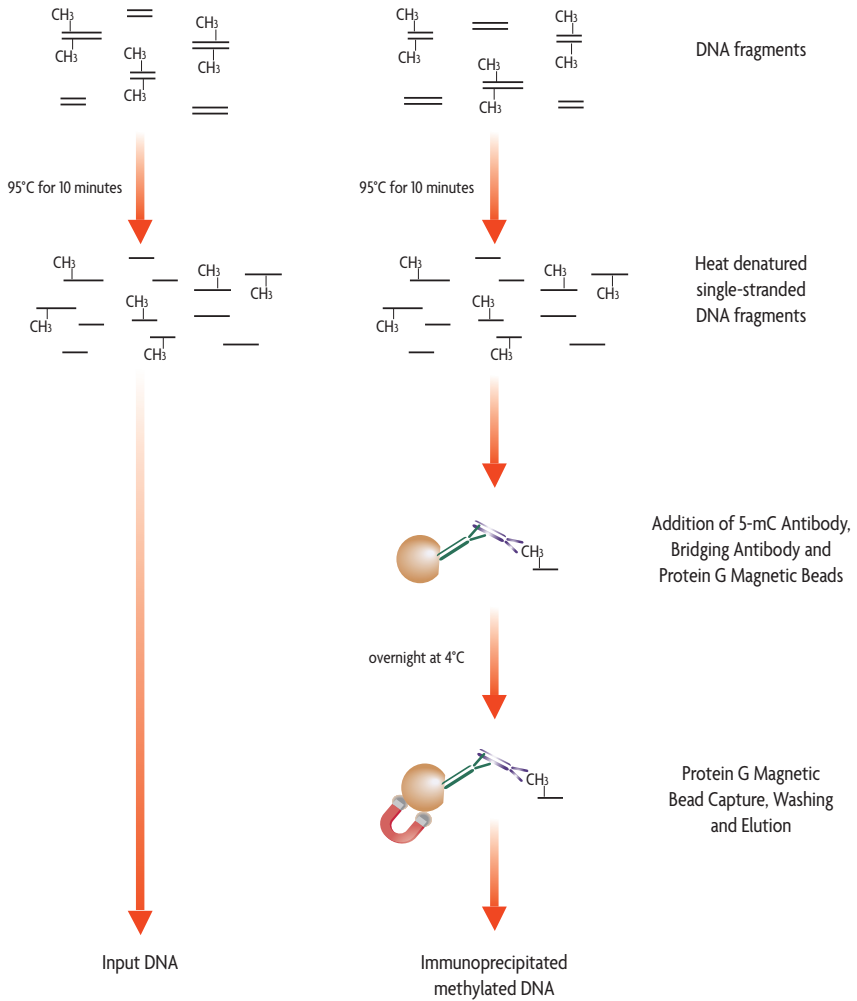 CH3
CH3
CH3
CH3
CH3
CH3
CH3
CH3
CH3
CH3
CH3
CH3
DNA fragments
95°C for 10 minutes
95°C for 10 minutes
CH3
CH3
CH3
CH3
CH3
CH3
CH3
CH3
CH3
CH3
CH3
CH3
Heat denatured
single-stranded
DNA fragments
CH3
Addition of 5-mC Antibody,
Bridging Antibody and
Protein G Magnetic Beads
overnight at 4°C
CH3
Protein G Magnetic
Bead Capture, Washing
and Elution
Input DNA
Immunoprecipitated
methylated DNA